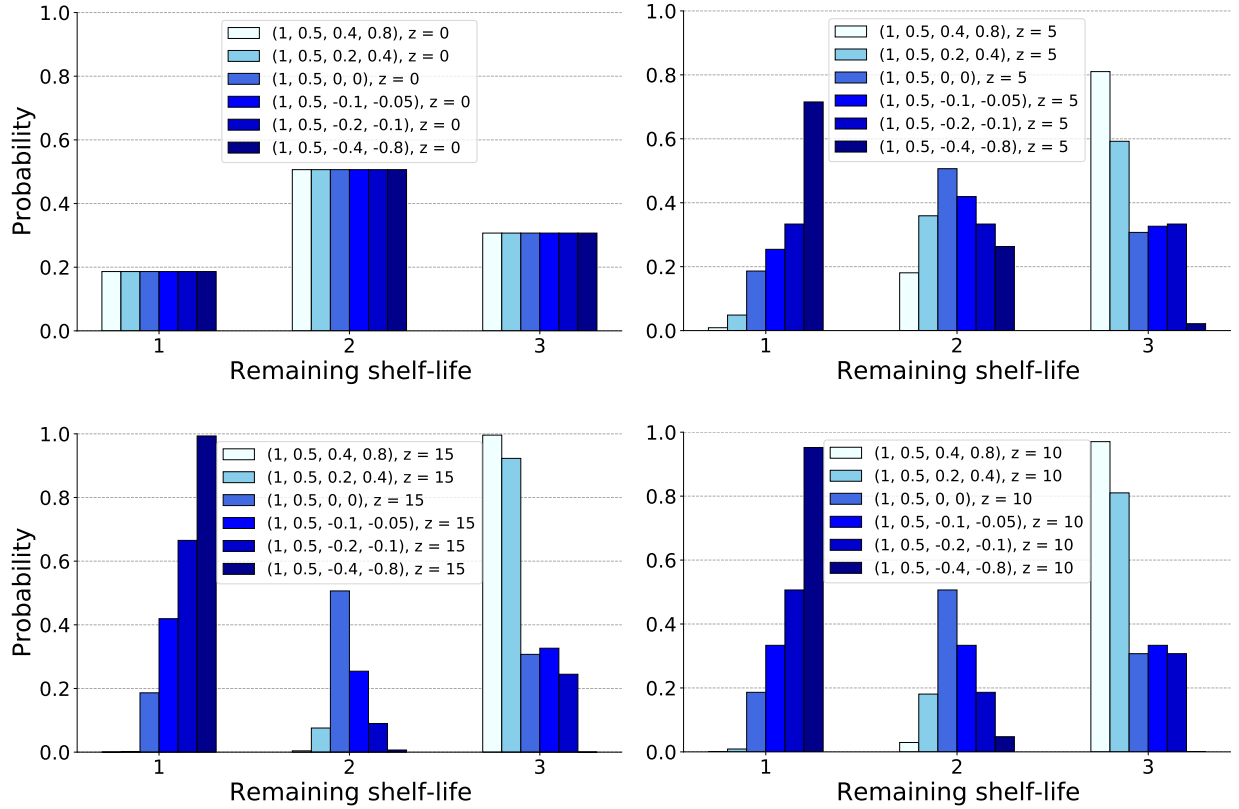 1.0
0.8
0.6
0.4
0.2
0.0
Probability
(1, 0.5, 0.4, 0.8), z = 0
(1, 0.5, 0.2, 0.4), z = 0
(1, 0.5, 0, 0), z = 0
(1, 0.5, -0.1, -0.05), z = 0
(1, 0.5, -0.2, -0.1), z = 0
(1, 0.5, -0.4, -0.8), z = 0
1 2 3
Remaining shelf-life
1.0
0.8
0.6
0.4
0.2
0.0
(1, 0.5, 0.4, 0.8), z = 5
(1, 0.5, 0.2, 0.4), z = 5
(1, 0.5, 0, 0), z = 5
(1, 0.5, -0.1, -0.05), z = 5
(1, 0.5, -0.2, -0.1), z = 5
(1, 0.5, -0.4, -0.8), z = 5
1 2 3
Remaining shelf-life
1.0
0.8
0.6
0.4
0.2
0.0
Probability
(1, 0.5, 0.4, 0.8), z = 15
(1, 0.5, 0.2, 0.4), z = 15
(1, 0.5, 0, 0), z = 15
(1, 0.5, -0.1, -0.05), z = 15
(1, 0.5, -0.2, -0.1), z = 15
(1, 0.5, -0.4, -0.8), z = 15
1 2 3
Remaining shelf-life
1.0
0.8
0.6
0.4
0.2
0.0
(1, 0.5, 0.4, 0.8), z = 10
(1, 0.5, 0.2, 0.4), z = 10
(1, 0.5, 0, 0), z = 10
(1, 0.5, -0.1, -0.05), z = 10
(1, 0.5, -0.2, -0.1), z = 10
(1, 0.5, -0.4, -0.8), z = 10
1 2 3
Remaining shelf-life